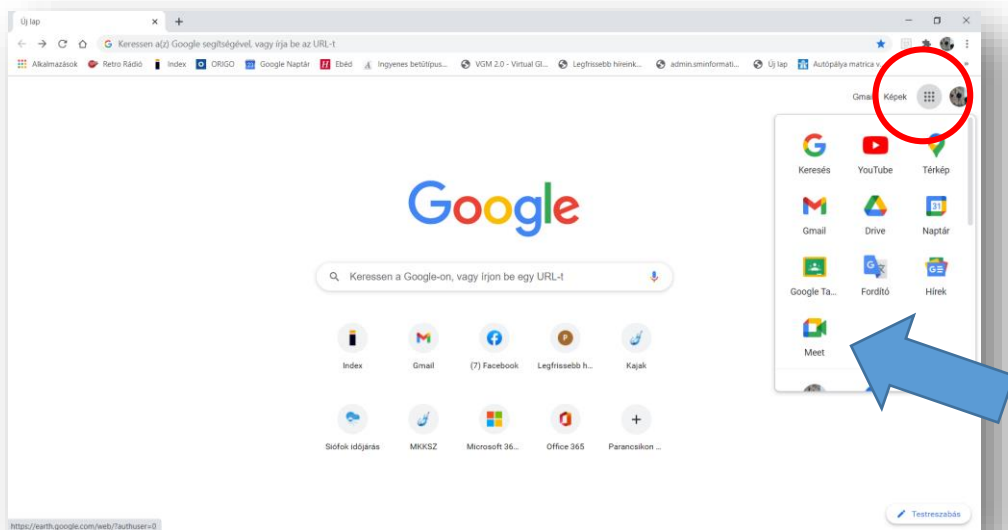 Új lap
Keressen a(z) Google segítségével, vagy írja be az URL-t
Alkalmazások Retro Rádió Index ORIGO Google Naptár Ebéd Ingyenes betűtípus... VGM 2.0 - Virtual Gl... Legfrissebb híreink... admin.sminformati... Új lap Autópálya matrica v...
Gmail Képek
Google
Keressen a Google-on, vagy írjon be egy URL-t
Keresés YouTube Térkép
Gmail Drive Naptár
Google Ta... Fordító Hírek
Meet
Index Gmail (7) Facebook Legfrissebb h... Kajak
Siófok időjárás MKKSZ Microsoft 36... Office 365 Parancsikon ...
Testreszabás
https://earth.google.com/web/?authuser=0